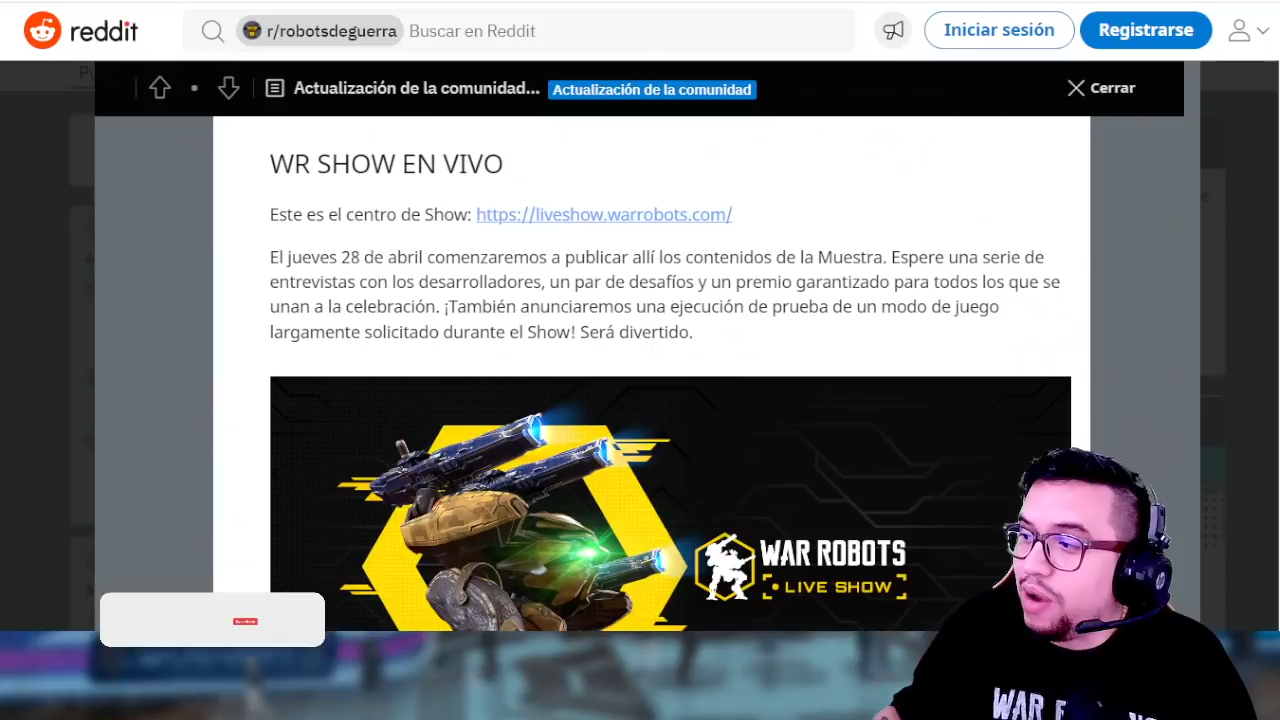 reddit
r/robotsdeguerra Buscar en Reddit
Iniciar sesión
Registrarse
Actualización de la comunidad...
Actualización de la comunidad
Cerrar
WR SHOW EN VIVO
Este es el centro de Show: https://liveshow.warrobots.com/
El jueves 28 de abril comenzaremos a publicar allí los contenidos de la Muestra. Espere una serie de
entrevistas con los desarrolladores, un par de desafíos y un premio garantizado para todos los que se
unan a la celebración. ¡También anunciaremos una ejecución de prueba de un modo de juego
largamente solicitado durante el Show! Será divertido.
WAR ROBOTS
LIVE SHOW
WAR